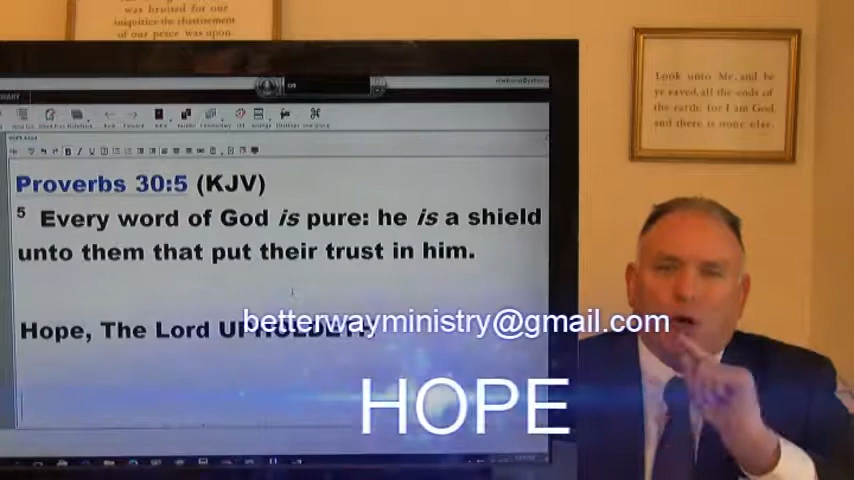 was bruised for our
iniquities the chastisement
of our peace was upon
Look unto Me, and be
ye saved, all the ends of
the earth: for I am God,
and there is none else.
Proverbs 30:5 (KJV)
5 Every word of God is pure: he is a shield
unto them that put their trust in him.
Hope, The Lord UPHOLDETH
betterwayministry@gmail.com
HOPE